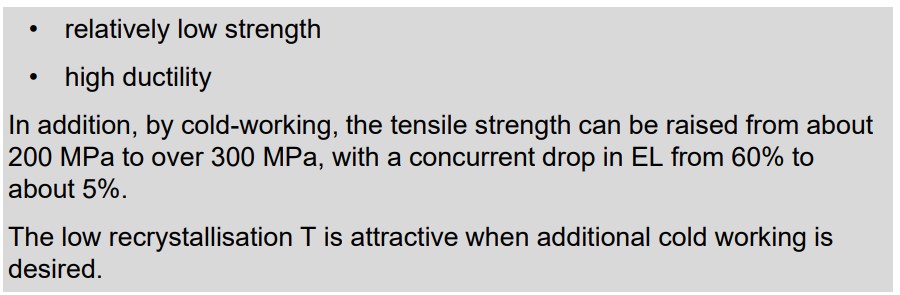 • relatively low strength
• high ductility
In addition, by cold-working, the tensile strength can be raised from about
200 MPa to over 300 MPa, with a concurrent drop in EL from 60% to
about 5%.
The low recrystallisation T is attractive when additional cold working is
desired.